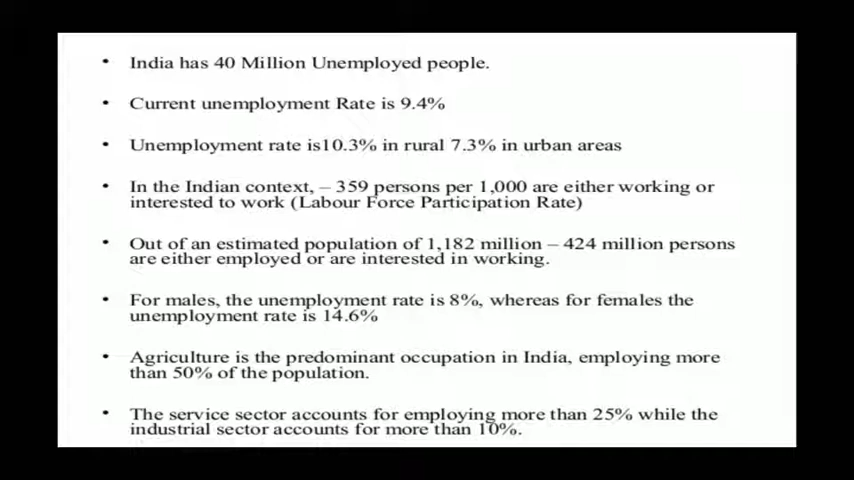 • India has 40 Million Unemployed people.
• Current unemployment Rate is 9.4%
• Unemployment rate is10.3% in rural 7.3% in urban areas
• In the Indian context, – 359 persons per 1,000 are either working or
interested to work (Labour Force Participation Rate)
• Out of an estimated population of 1,182 million – 424 million persons
are either employed or are interested in working.
• For males, the unemployment rate is 8%, whereas for females the
unemployment rate is 14.6%
• Agriculture is the predominant occupation in India, employing more
than 50% of the population.
• The service sector accounts for employing more than 25% while the
industrial sector accounts for more than 10%.